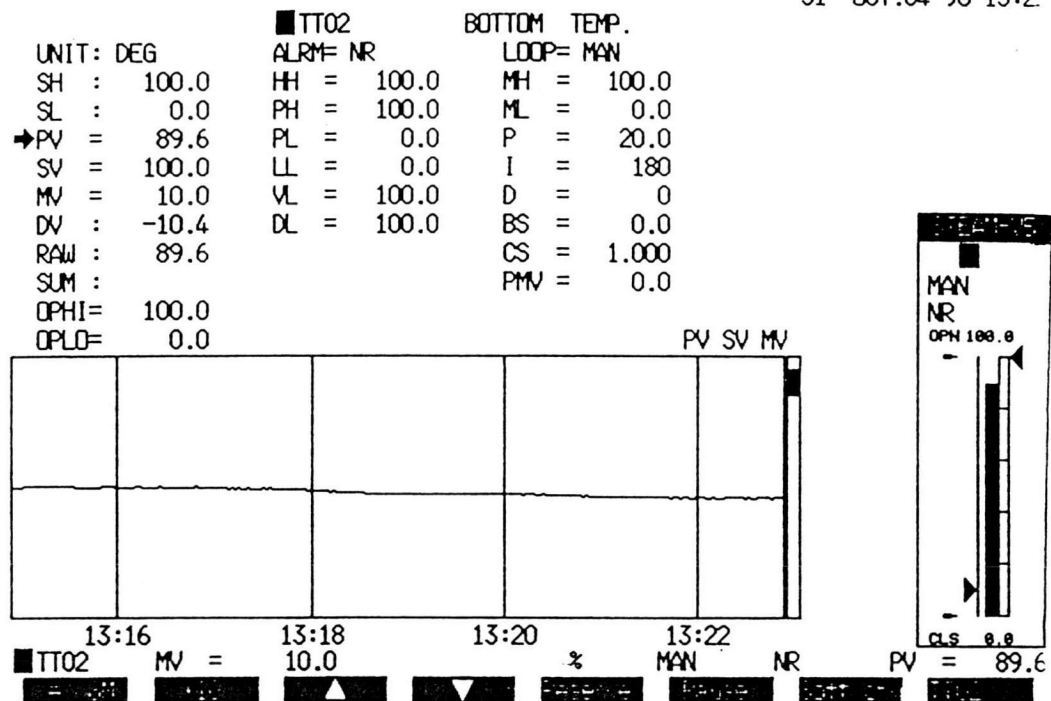 TT02 BOTTOM TEMP.
UNIT: DEG ALRM= NR LOOP= MAN
SH : 100.0 HH = 100.0 MH = 100.0
SL : 0.0 PH = 100.0 ML = 0.0
PV = 89.6 PL = 0.0 P = 20.0
SV = 100.0 LL = 0.0 I = 180
MV = 10.0 VL = 100.0 D = 0
DV : -10.4 DL = 100.0 BS = 0.0
RAW : 89.6 CS = 1.000
SUM : PMV = 0.0
OPHI= 100.0
OPLO= 0.0
PV SV MV
MAN
NR
OPN 100.0
CLS 0.0
13:16 13:18 13:20 13:22
TT02 MV = 10.0 % MAN NR PV = 89.6